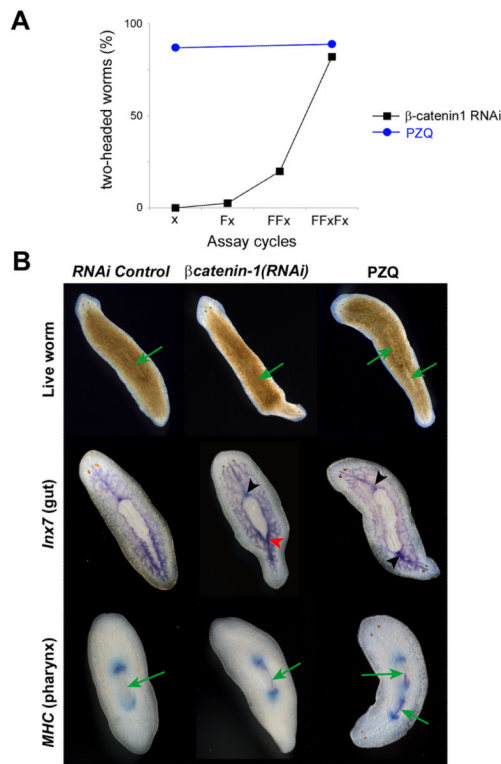 A
two-headed worms (%)
100
50
0
x
Fx
FFx
FFxFx
Assay cycles
β-catenin1 RNAi
PZQ
B
RNAi Control
βcatenin-1(RNAi)
PZQ
Live worm
Inx7 (gut)
MHC (pharynx)